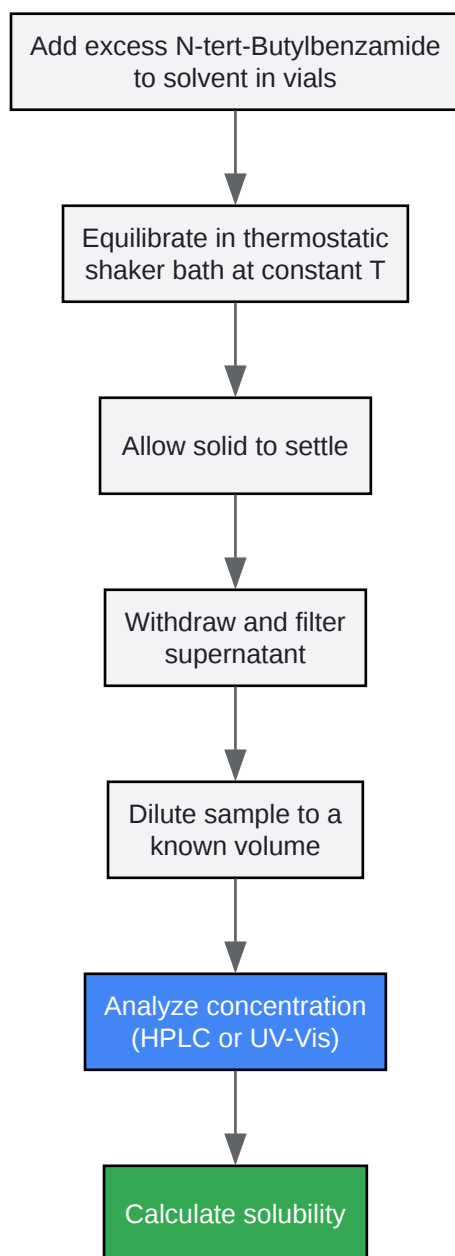 Add excess N-tert-Butylbenzamide
to solvent in vials
Equilibrate in thermostatic
shaker bath at constant T
Allow solid to settle
Withdraw and filter
supernatant
Dilute sample to a
known volume
Analyze concentration
(HPLC or UV-Vis)
Calculate solubility